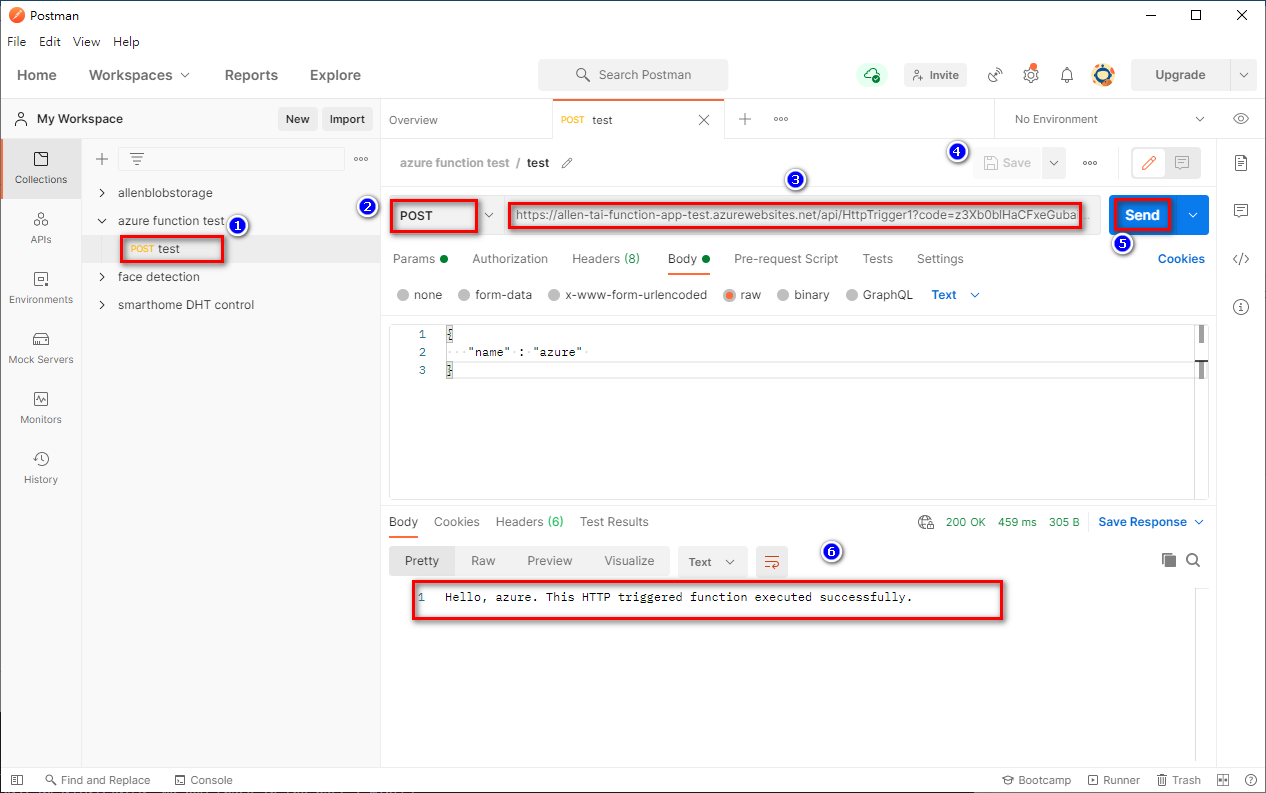 Postman
File Edit View Help
Home Workspaces Reports Explore Search Postman Invite Upgrade
My Workspace New Import Overview POST test No Environment
Collections
APIs
Environments
Mock Servers
Monitors
History
allenblobstorage
azure function test
1
POST test
face detection
smarthome DHT control
azure function test / test 4 Save
3
2 POST https://allen-tai-function-app-test.azurewebsites.net/api/HttpTrigger1?code=z3Xb0blHaCFxeGuba... Send
5
Params Authorization Headers (8) Body Pre-request Script Tests Settings Cookies
none form-data x-www-form-urlencoded raw binary GraphQL Text
1 {
2 "name" : "azure"
3 }
Body Cookies Headers (6) Test Results 200 OK 459 ms 305 B Save Response
Pretty Raw Preview Visualize Text 6
1 Hello, azure. This HTTP triggered function executed successfully.
Find and Replace Console Bootcamp Runner Trash